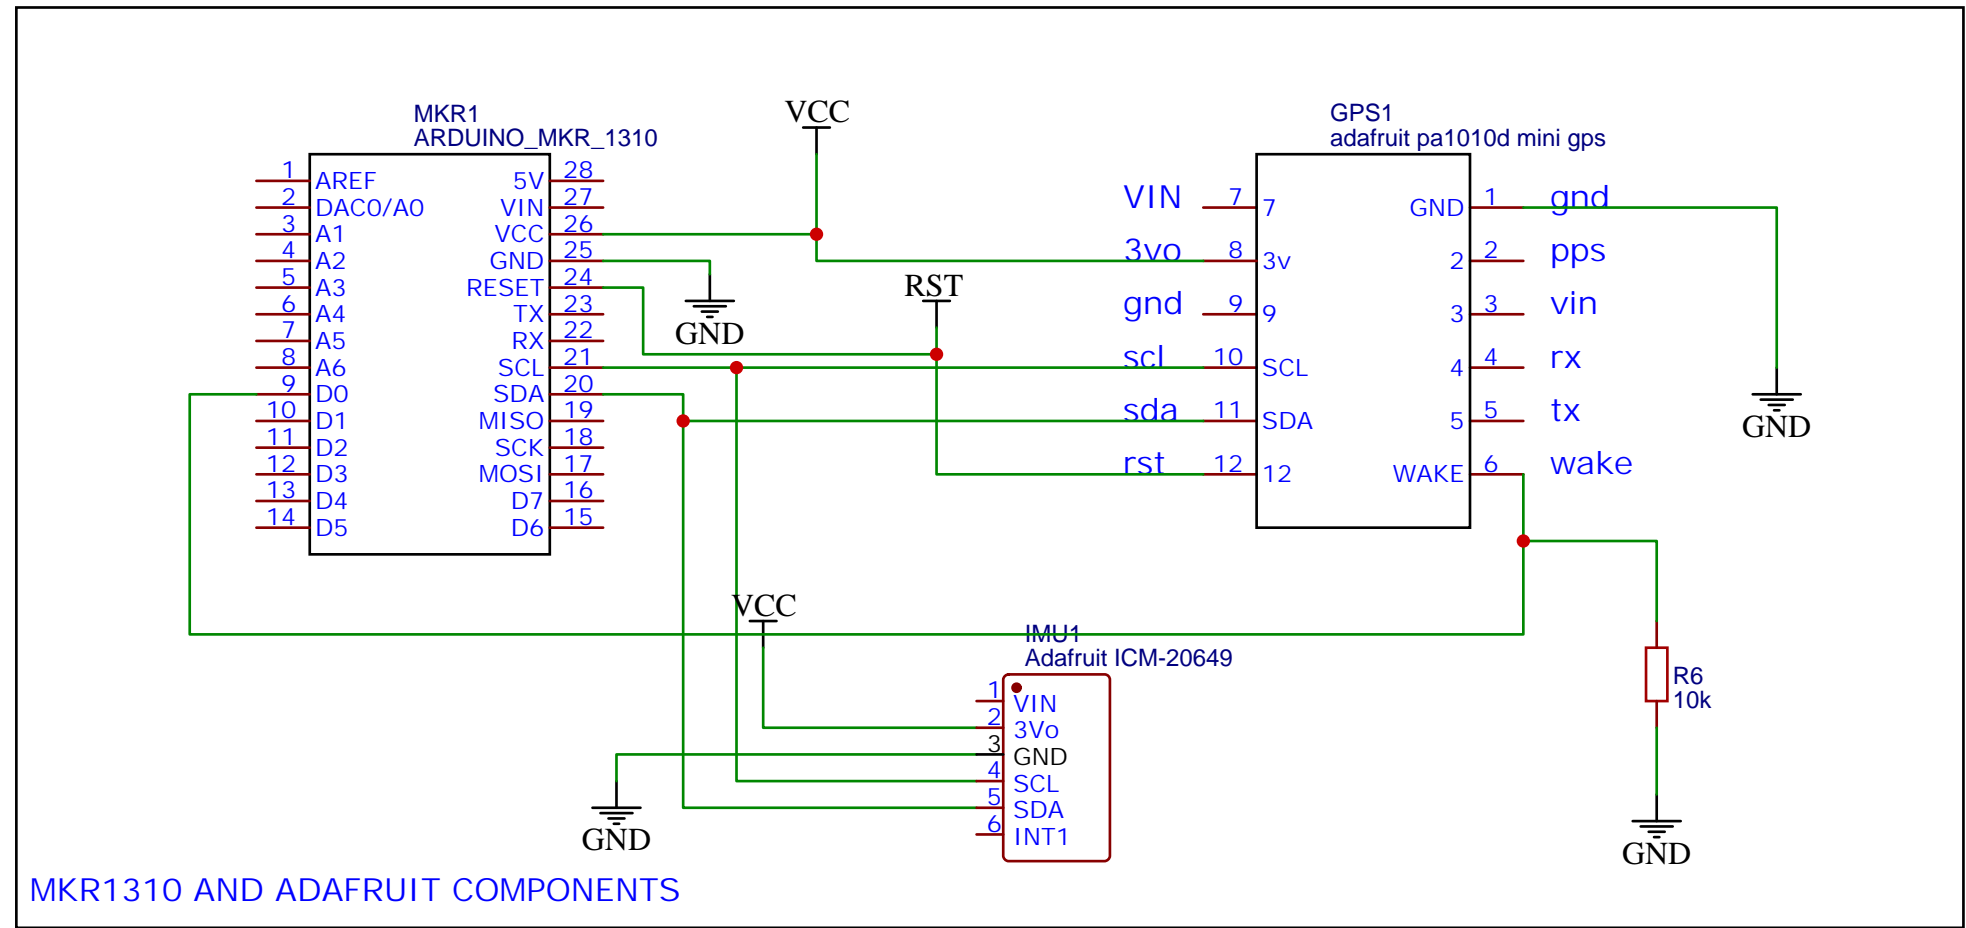 MKR1
ARDUINO_MKR_1310
1 AREF
2 DAC0/A0
3 A1
4 A2
5 A3
6 A4
7 A5
8 A6
9 D0
10 D1
11 D2
12 D3
13 D4
14 D5
5V 28
VIN 27
VCC 26
GND 25
RESET 24
TX 23
RX 22
SCL 21
SDA 20
MISO 19
SCK 18
MOSI 17
D7 16
D6 15
VCC
GND
RST
GPS1
adafruit pa1010d mini gps
VIN 7 7
3vo 8 3v
gnd 9 9
scl 10 SCL
sda 11 SDA
rst 12 12
GND 1 gnd
2 2 pps
3 3 vin
4 4 rx
5 5 tx
WAKE 6 wake
GND
VCC
IMU1
Adafruit ICM-20649
1 VIN
2 3Vo
3 GND
4 SCL
5 SDA
6 INT1
GND
R6
10k
GND
MKR1310 AND ADAFRUIT COMPONENTS